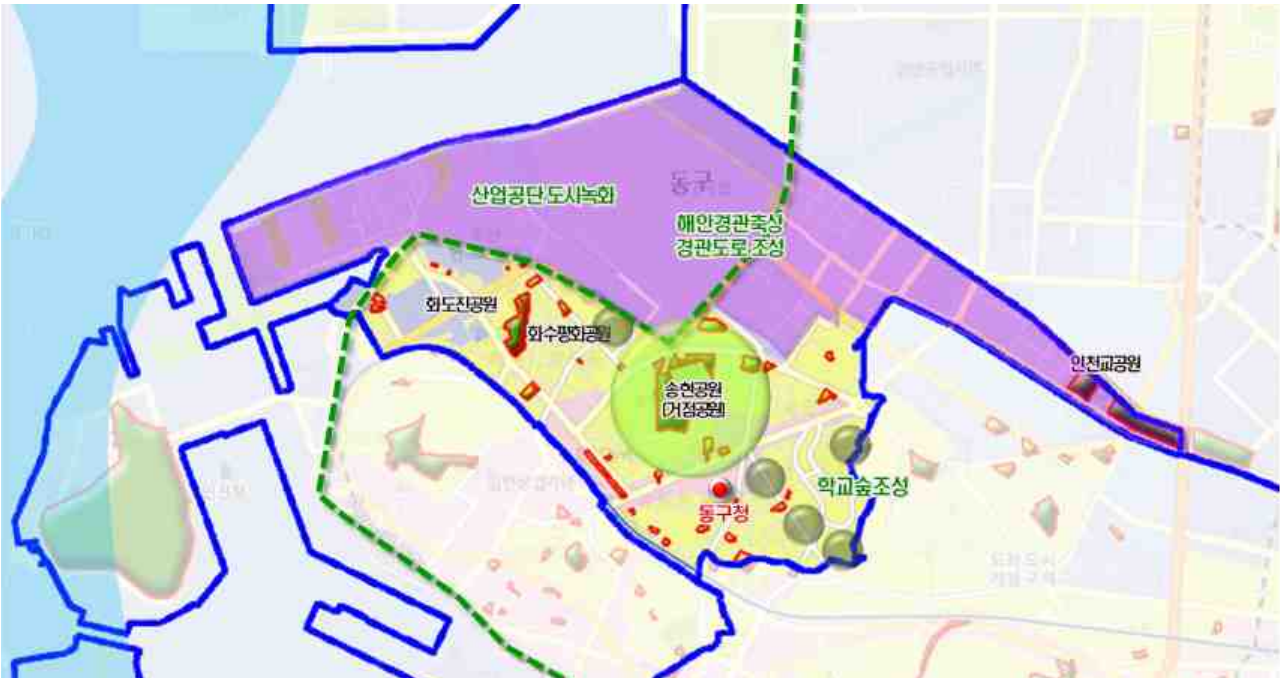 동구
산업공단 도시녹화
해안경관축상
경관도로 조성
화도진공원
화수평화공원
송현공원
(거점공원)
인천교공원
학교숲조성
동구청